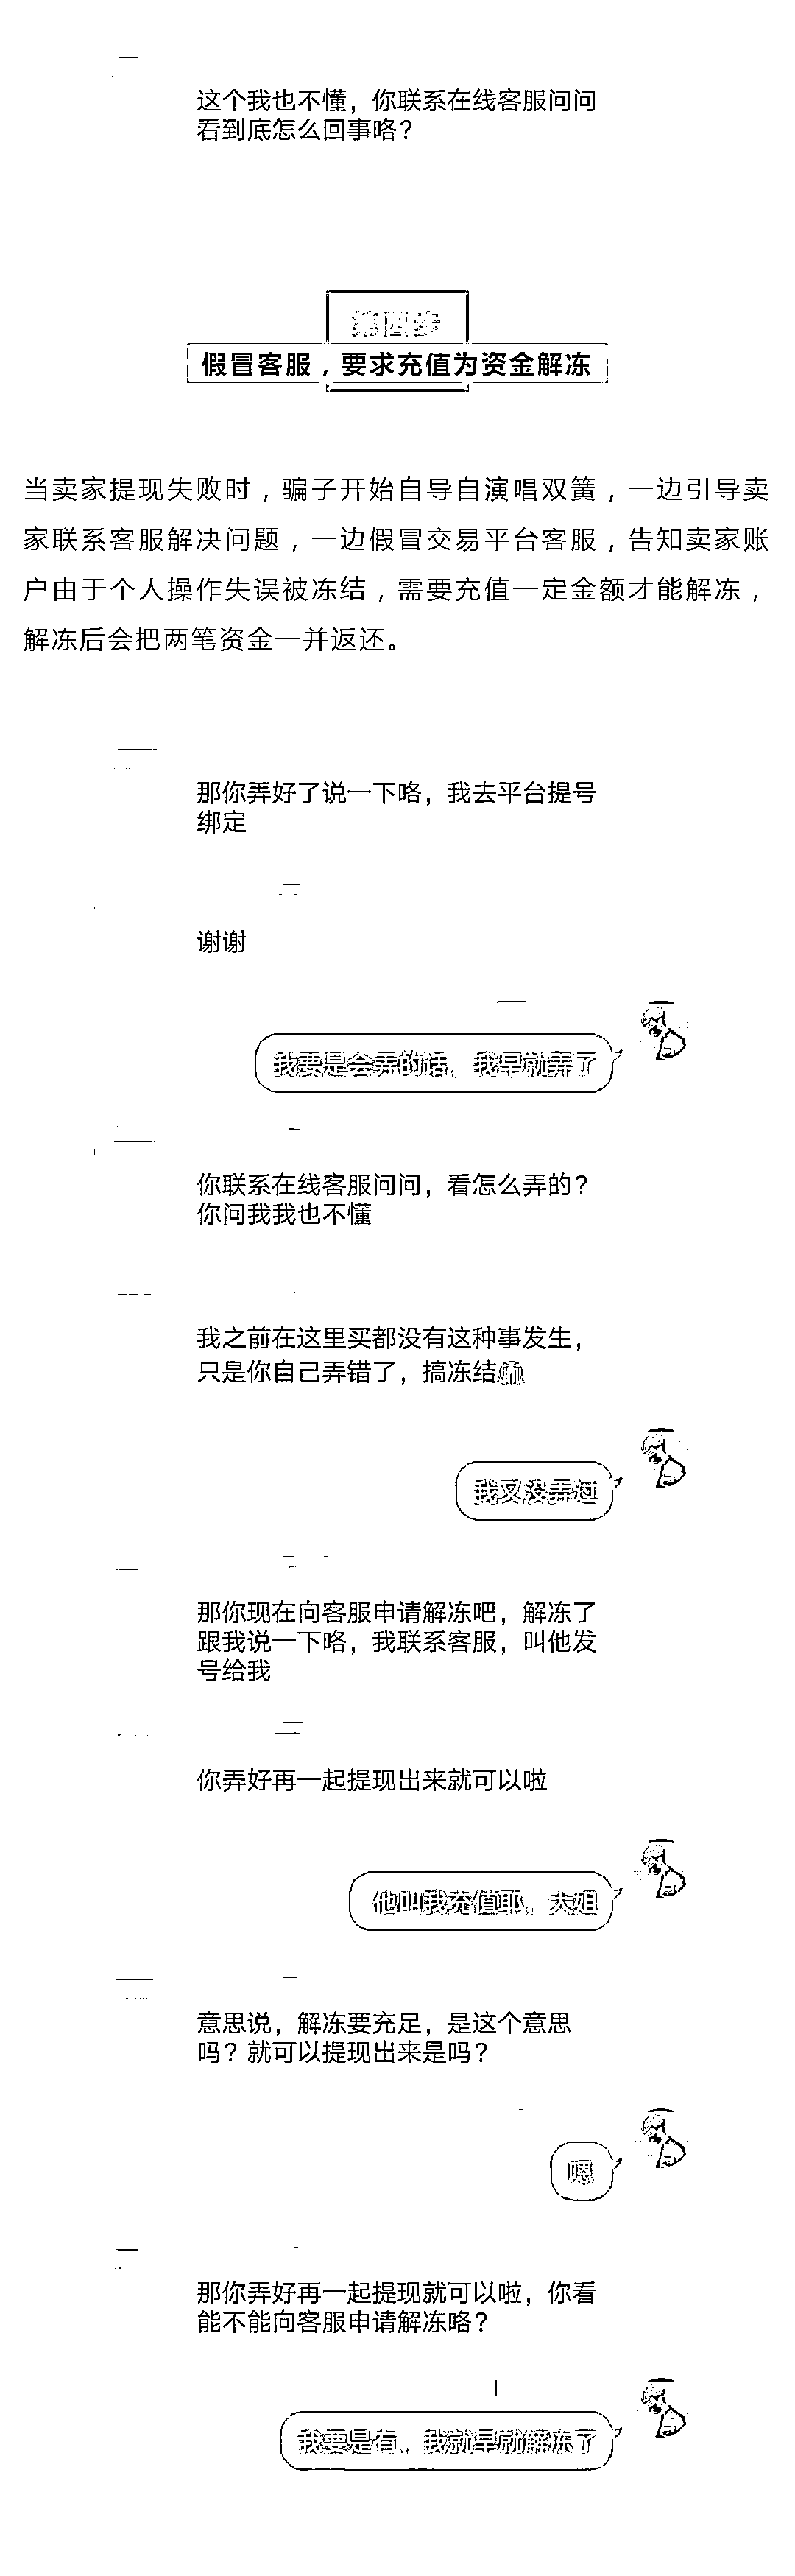 这个我也不懂，你联系在线客服问问
看到底怎么回事咯？
第四步
假冒客服，要求充值为资金解冻
当卖家提现失败时，骗子开始自导自演唱双簧，一边引导卖
家联系客服解决问题，一边假冒交易平台客服，告知卖家账
户由于个人操作失误被冻结，需要充值一定金额才能解冻，
解冻后会把两笔资金一并返还。
那你弄好了说一下咯，我去平台提号
绑定
谢谢
我要是会弄的话，我早就弄了
你联系在线客服问问，看怎么弄的？
你问我我也不懂
我之前在这里买都没有这种事发生，
只是你自己弄错了，搞冻结
我又没弄过
那你现在向客服申请解冻吧，解冻了
跟我说一下咯，我联系客服，叫他发
号给我
你弄好再一起提现出来就可以啦
他叫我充值耶，大姐
意思说，解冻要充足，是这个意思
吗？就可以提现出来是吗？
嗯
那你弄好再一起提现就可以啦，你看
能不能向客服申请解冻咯？
我要是有，我就早就解冻了